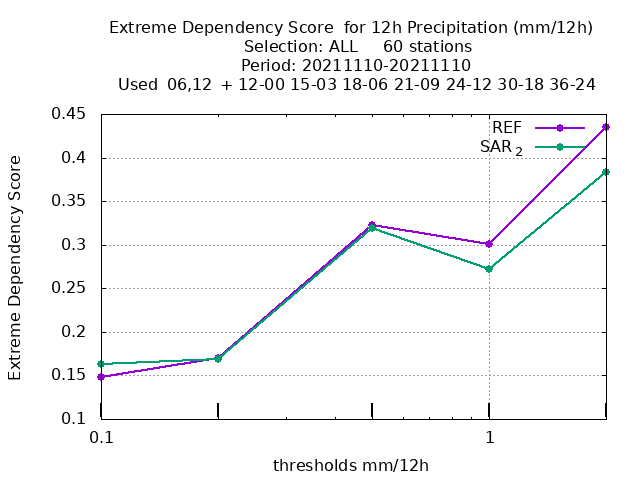 Extreme Dependency Score  for 12h Precipitation (mm/12h)
Selection: ALL     60 stations
Period: 20211110-20211110
Used  06,12  + 12-00 15-03 18-06 21-09 24-12 30-18 36-24
REF
SAR 2
0.45
0.4
0.35
0.3
0.25
0.2
0.15
0.1
Extreme Dependency Score
0.1
1
thresholds mm/12h